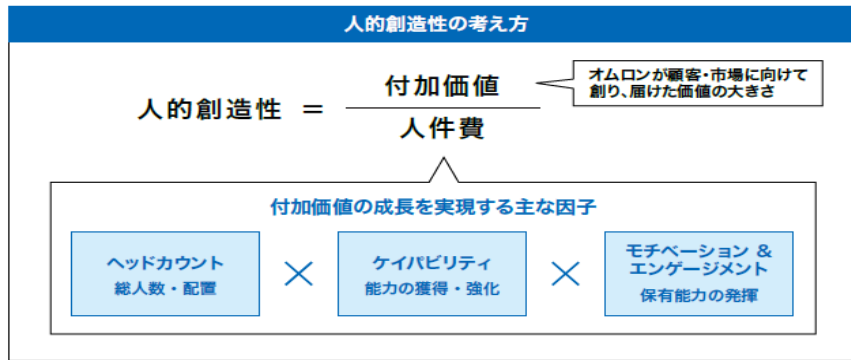 人的創造性の考え方
人的創造性 =
付加価値
人件費
オムロンが顧客・市場に向けて
創り、届けた価値の大きさ
付加価値の成長を実現する主な因子
ヘッドカウント
総人数・配置
×
ケイパビリティ
能力の獲得・強化
×
モチベーション &
エンゲージメント
保有能力の発揮